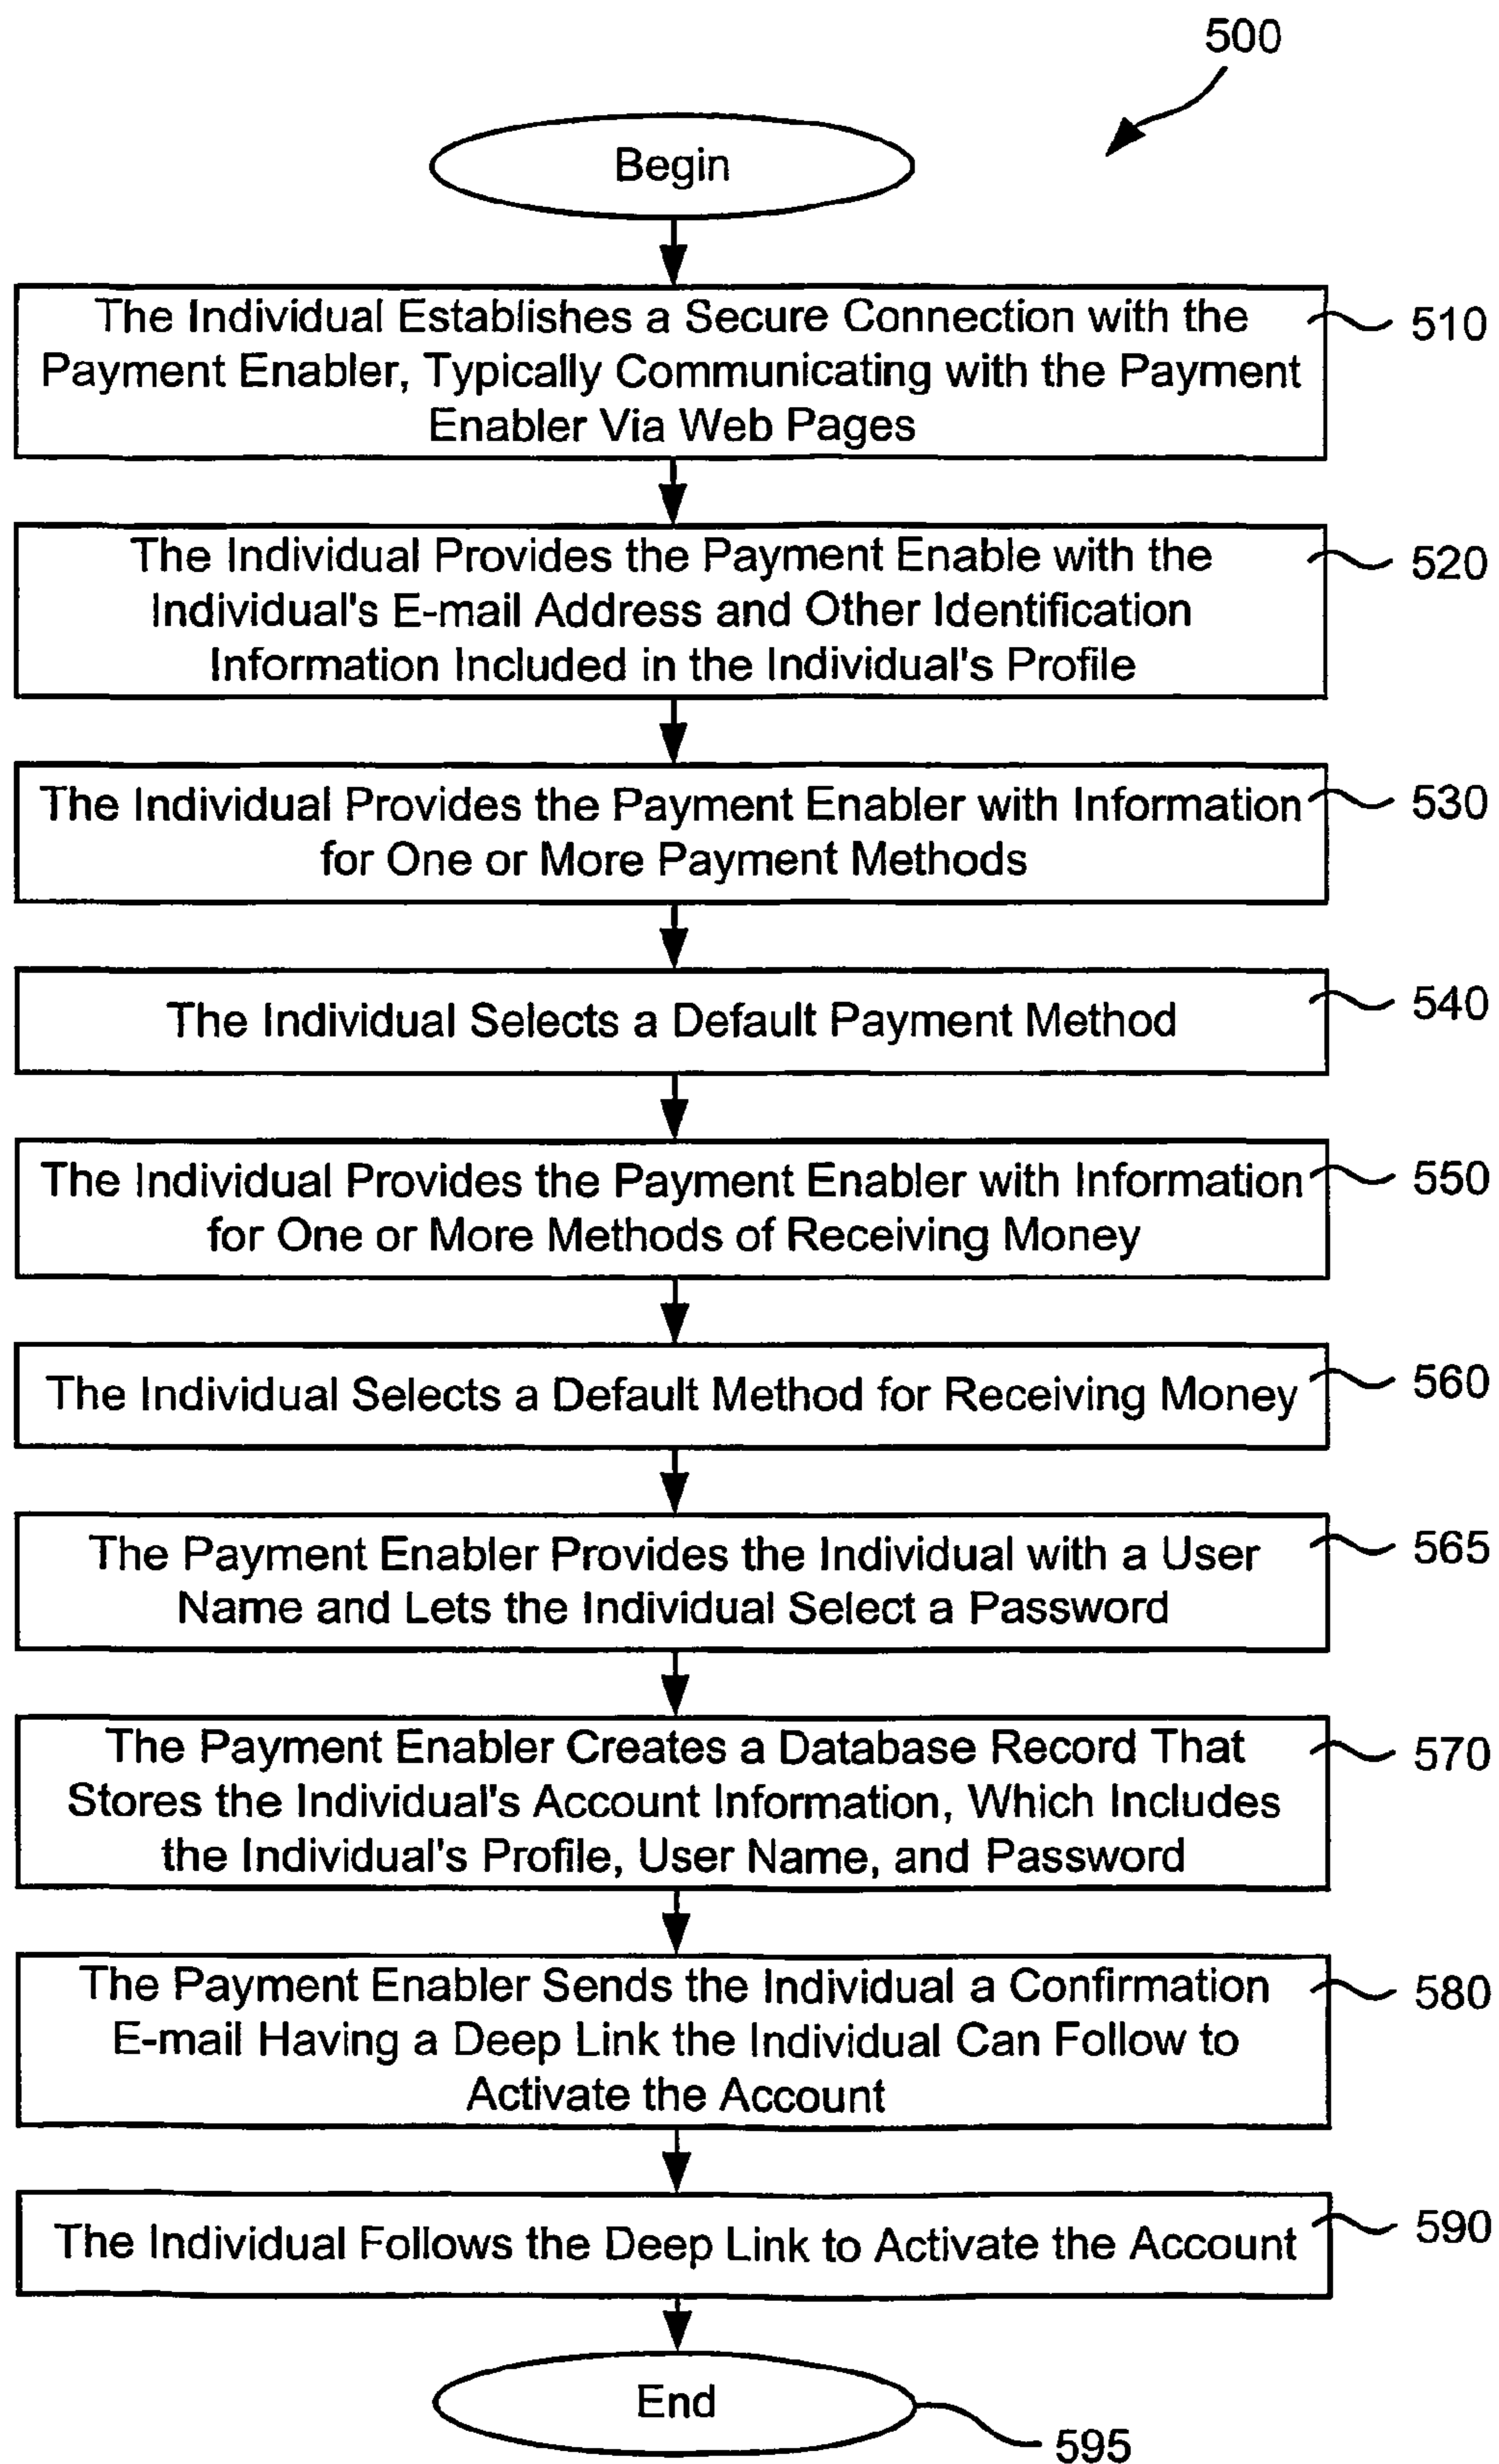 500
Begin
The Individual Establishes a Secure Connection with the
Payment Enabler, Typically Communicating with the Payment
Enabler Via Web Pages
510
The Individual Provides the Payment Enable with the
Individual's E-mail Address and Other Identification
Information Included in the Individual's Profile
520
The Individual Provides the Payment Enabler with Information
for One or More Payment Methods
530
The Individual Selects a Default Payment Method
540
The Individual Provides the Payment Enabler with Information
for One or More Methods of Receiving Money
550
The Individual Selects a Default Method for Receiving Money
560
The Payment Enabler Provides the Individual with a User
Name and Lets the Individual Select a Password
565
The Payment Enabler Creates a Database Record That
Stores the Individual's Account Information, Which Includes
the Individual's Profile, User Name, and Password
570
The Payment Enabler Sends the Individual a Confirmation
E-mail Having a Deep Link the Individual Can Follow to
Activate the Account
580
The Individual Follows the Deep Link to Activate the Account
590
End
595